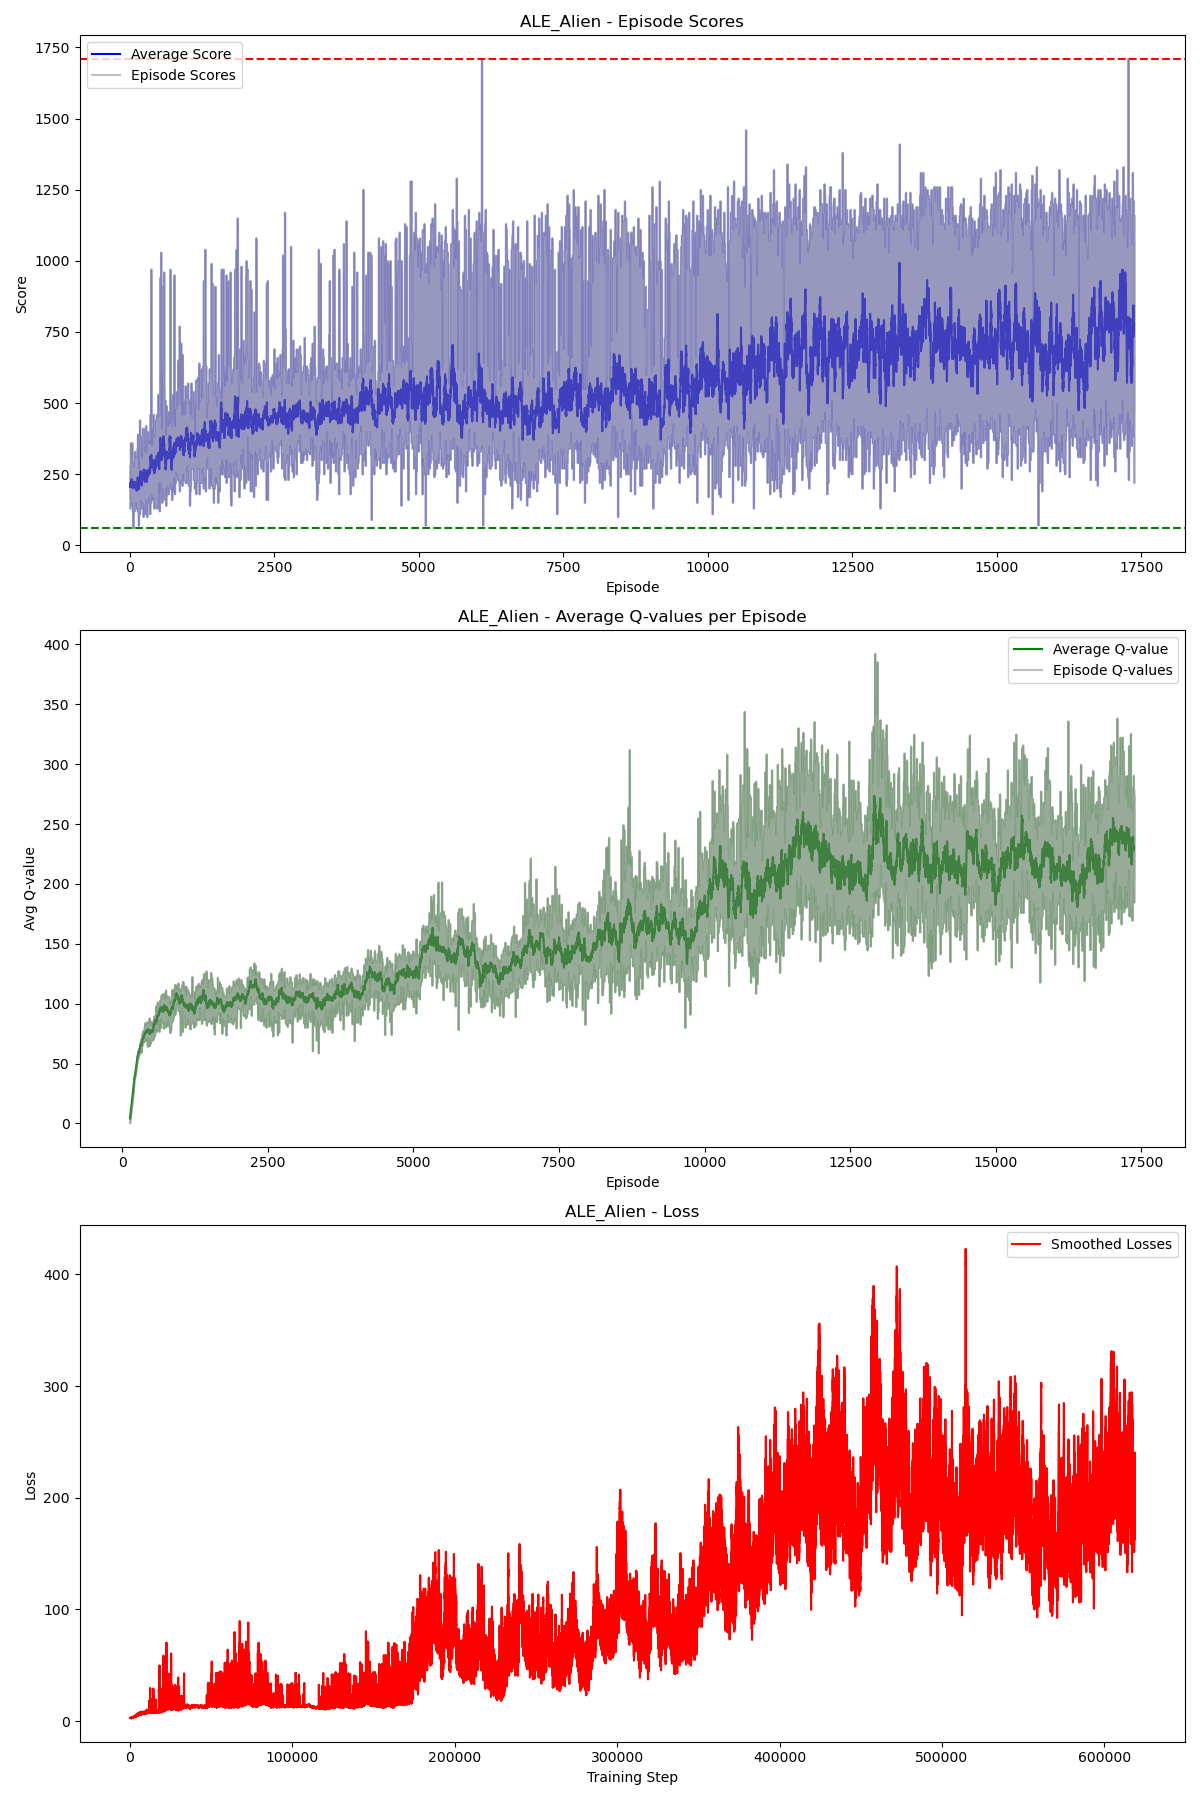 ALE_Alien - Episode Scores
Average Score
Episode Scores
1750
1500
1250
1000
750
500
250
0
Score
0 2500 5000 7500 10000 12500 15000 17500
Episode
ALE_Alien - Average Q-values per Episode
Average Q-value
Episode Q-values
400
350
300
250
200
150
100
50
0
Avg Q-value
0 2500 5000 7500 10000 12500 15000 17500
Episode
ALE_Alien - Loss
Smoothed Losses
400
300
200
100
0
Loss
0 100000 200000 300000 400000 500000 600000
Training Step